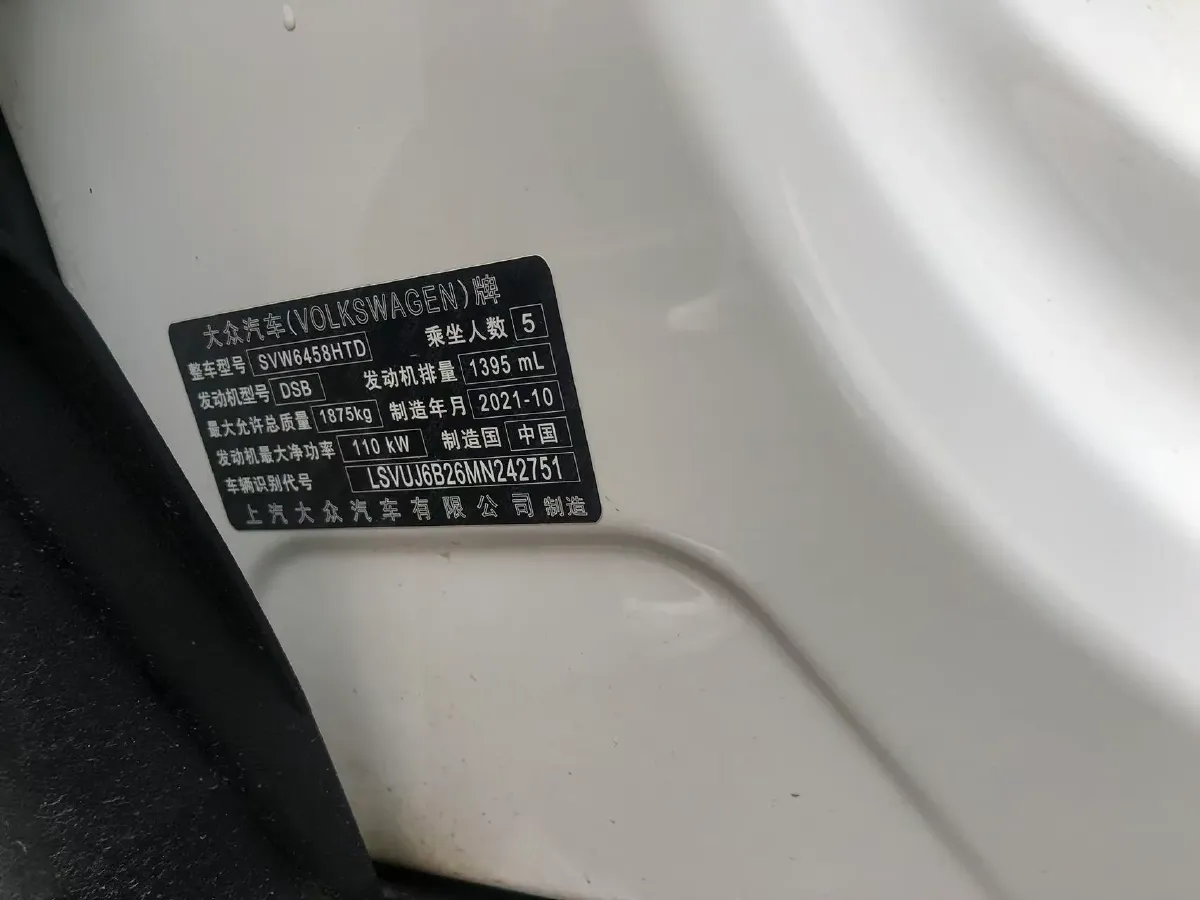 大众汽车(VOLKSWAGEN)牌
整车型号 SVW6458HTD 乘坐人数 5
发动机型号 DSB 发动机排量 1395 mL
最大允许总质量 1875kg 制造年月 2021-10
发动机最大净功率 110 kW 制造国 中国
车辆识别代号 LSVUJ6B26MN242751
上汽大众汽车有限公司 制造